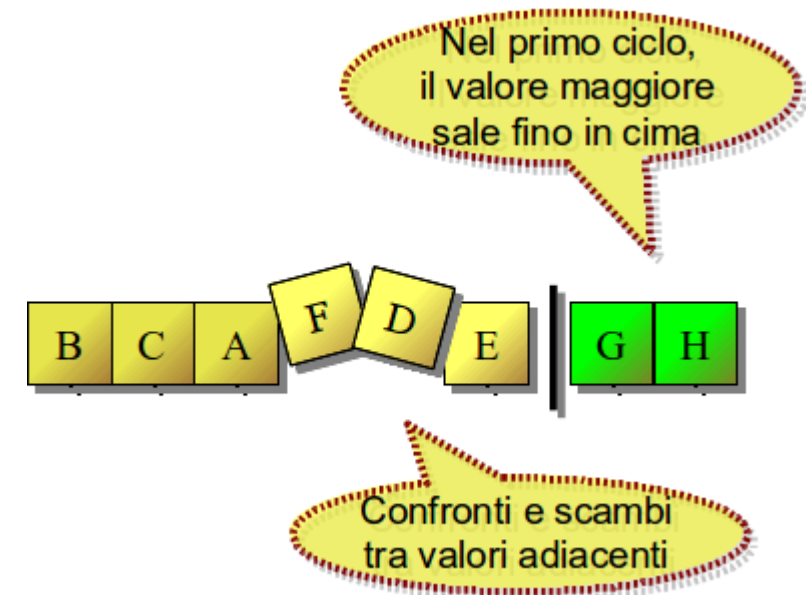 Nel primo ciclo,
il valore maggiore
sale fino in cima
B C A F D E G H
Confronti e scambi
tra valori adiacenti